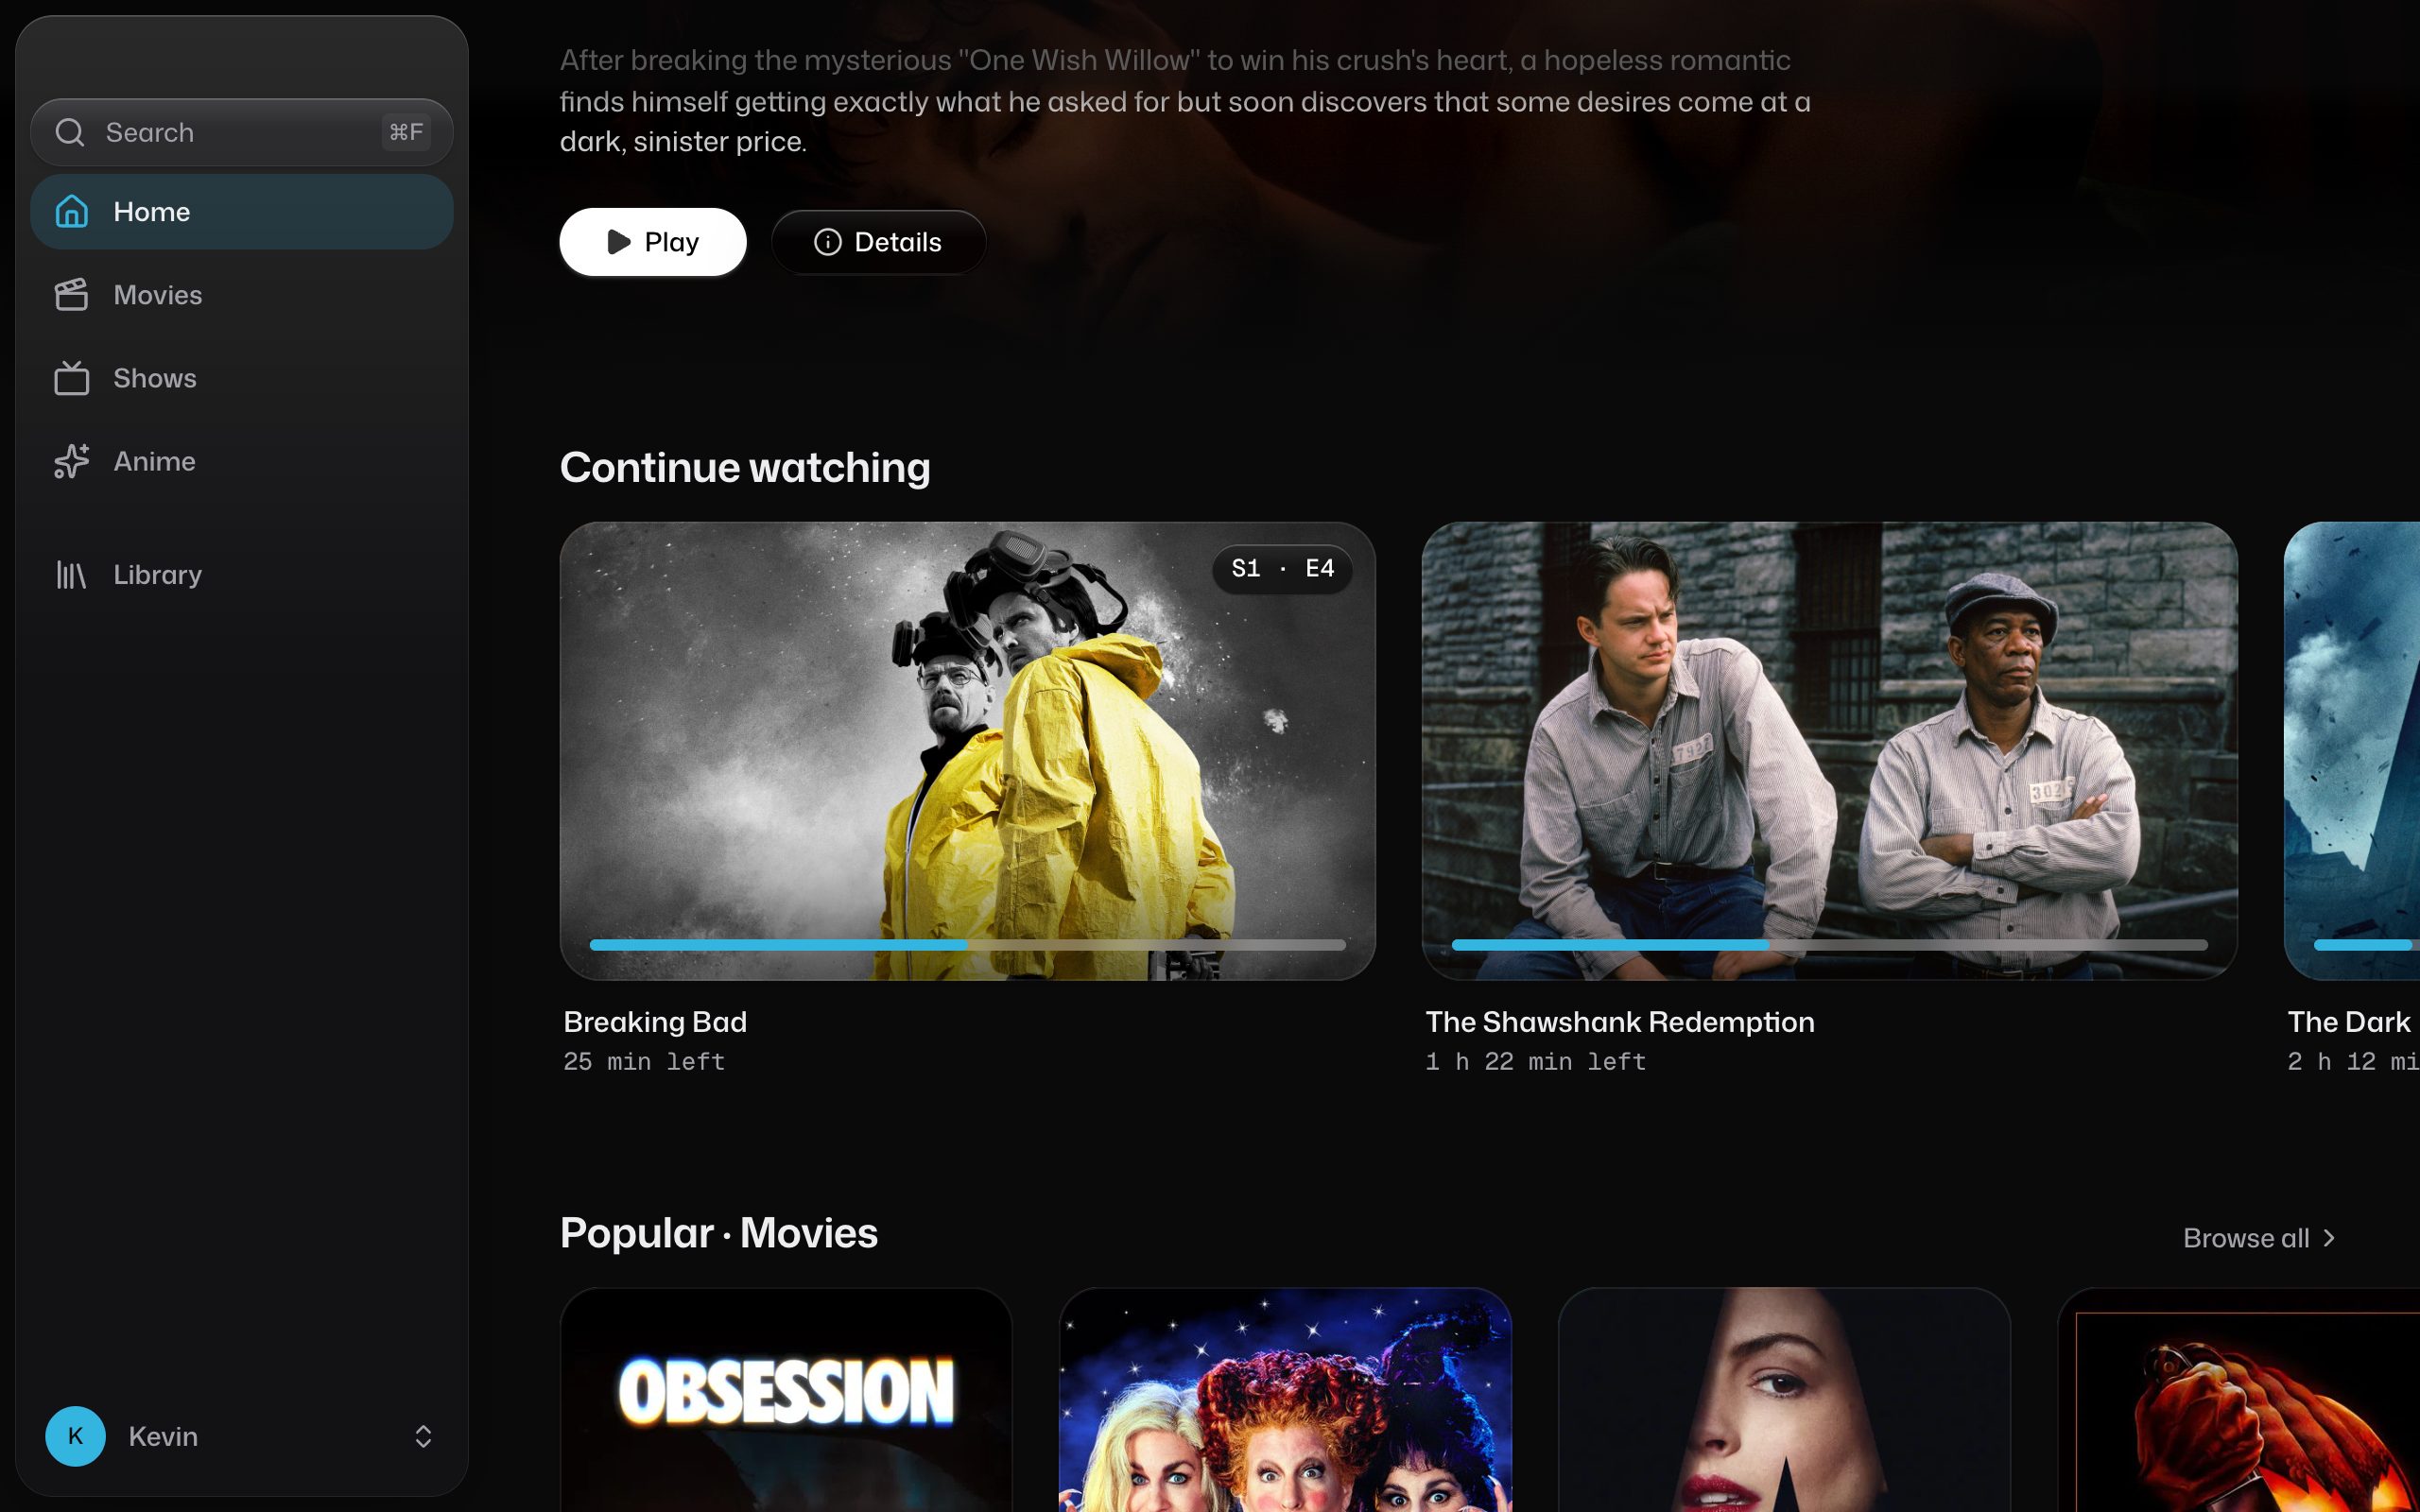 After breaking the mysterious "One Wish Willow" to win his crush's heart, a hopeless romantic
finds himself getting exactly what he asked for but soon discovers that some desires come at a
dark, sinister price.
Search ⌘F
Home
Movies
Shows
Anime
Library
Kevin
K
Play
Details
Continue watching
S1 · E4
7927
302
Breaking Bad
25 min left
The Shawshank Redemption
1 h 22 min left
The Dark
2 h 12 mi
Popular · Movies
Browse all
OBSESSION